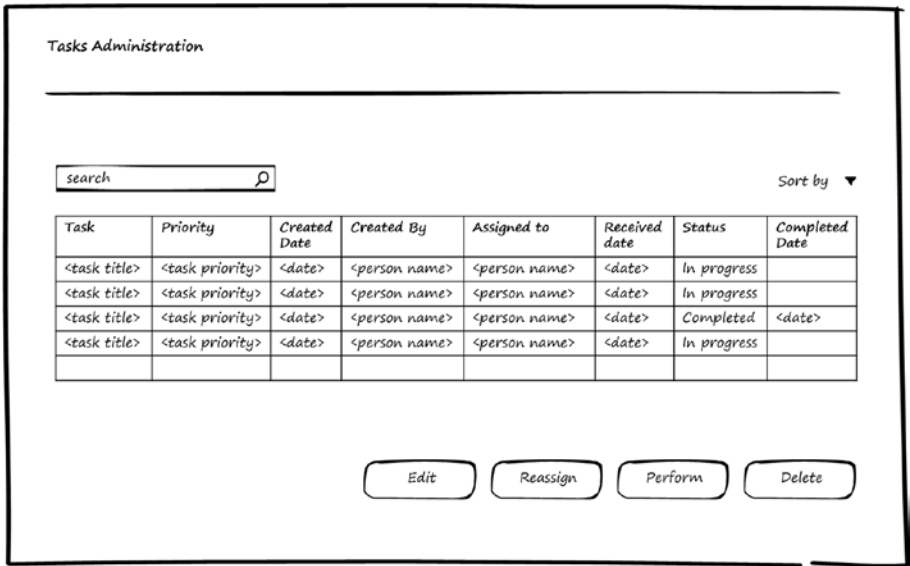 Tasks Administration
search
Sort by
Task Priority Created Date Created By Assigned to Received date Status Completed Date
<task title> <task priority> <date> <person name> <person name> <date> In progress
<task title> <task priority> <date> <person name> <person name> <date> In progress
<task title> <task priority> <date> <person name> <person name> <date> Completed <date>
<task title> <task priority> <date> <person name> <person name> <date> In progress
Edit Reassign Perform Delete